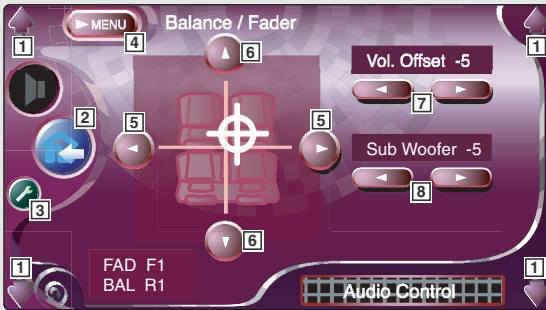 MENU
Balance / Fader
1
1
4
6
Vol. Offset -5
7
2
5
5
Sub Woofer -5
3
8
6
1
FAD F1
BAL R1
1
Audio Control